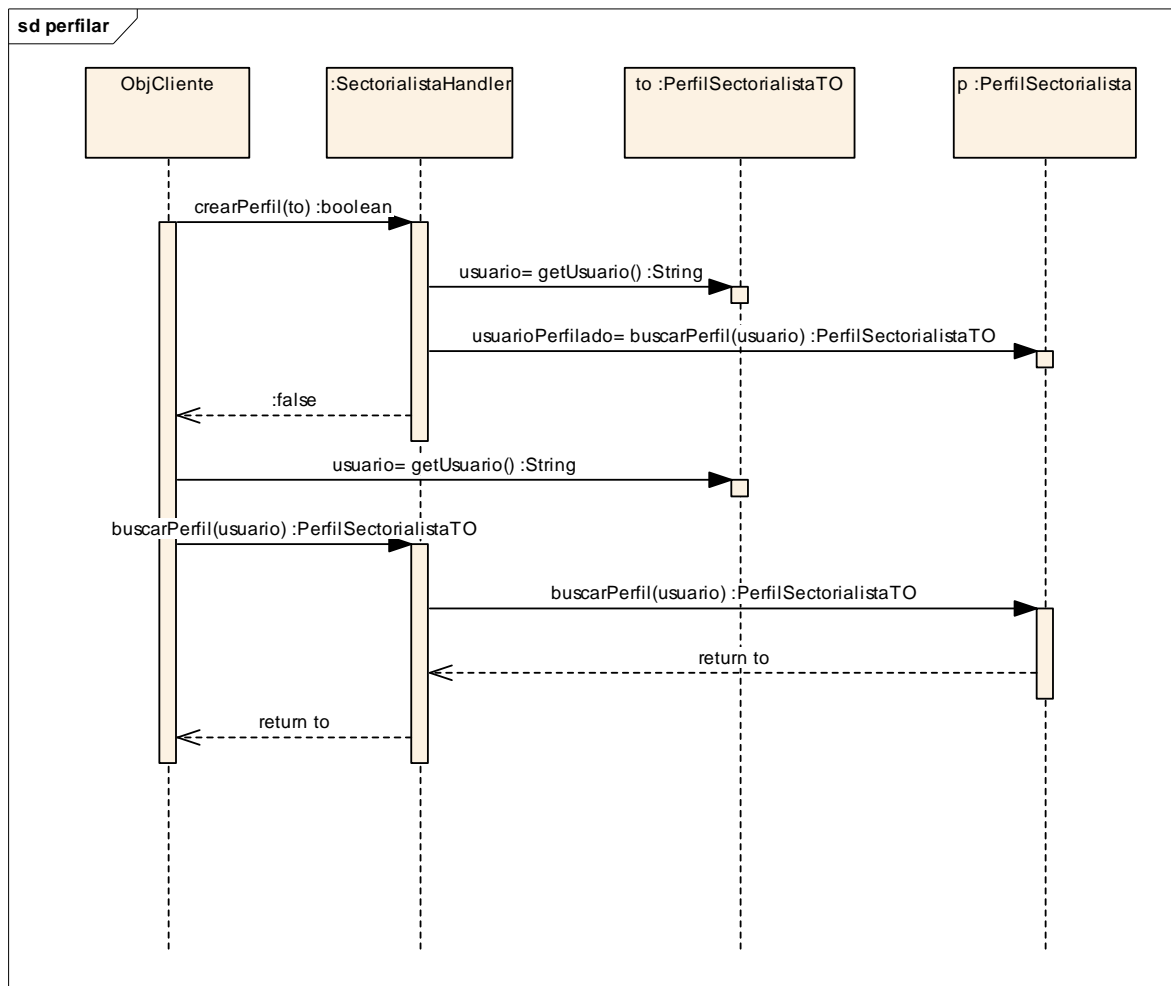 sd perfilar
ObjCliente
:SectorialistaHandler
to :PerfilSectorialistaTO
p :PerfilSectorialista
crearPerfil(to) :boolean
usuario= getUsuario() :String
usuarioPerfilado= buscarPerfil(usuario) :PerfilSectorialistaTO
:false
usuario= getUsuario() :String
buscarPerfil(usuario) :PerfilSectorialistaTO
buscarPerfil(usuario) :PerfilSectorialistaTO
return to
return to